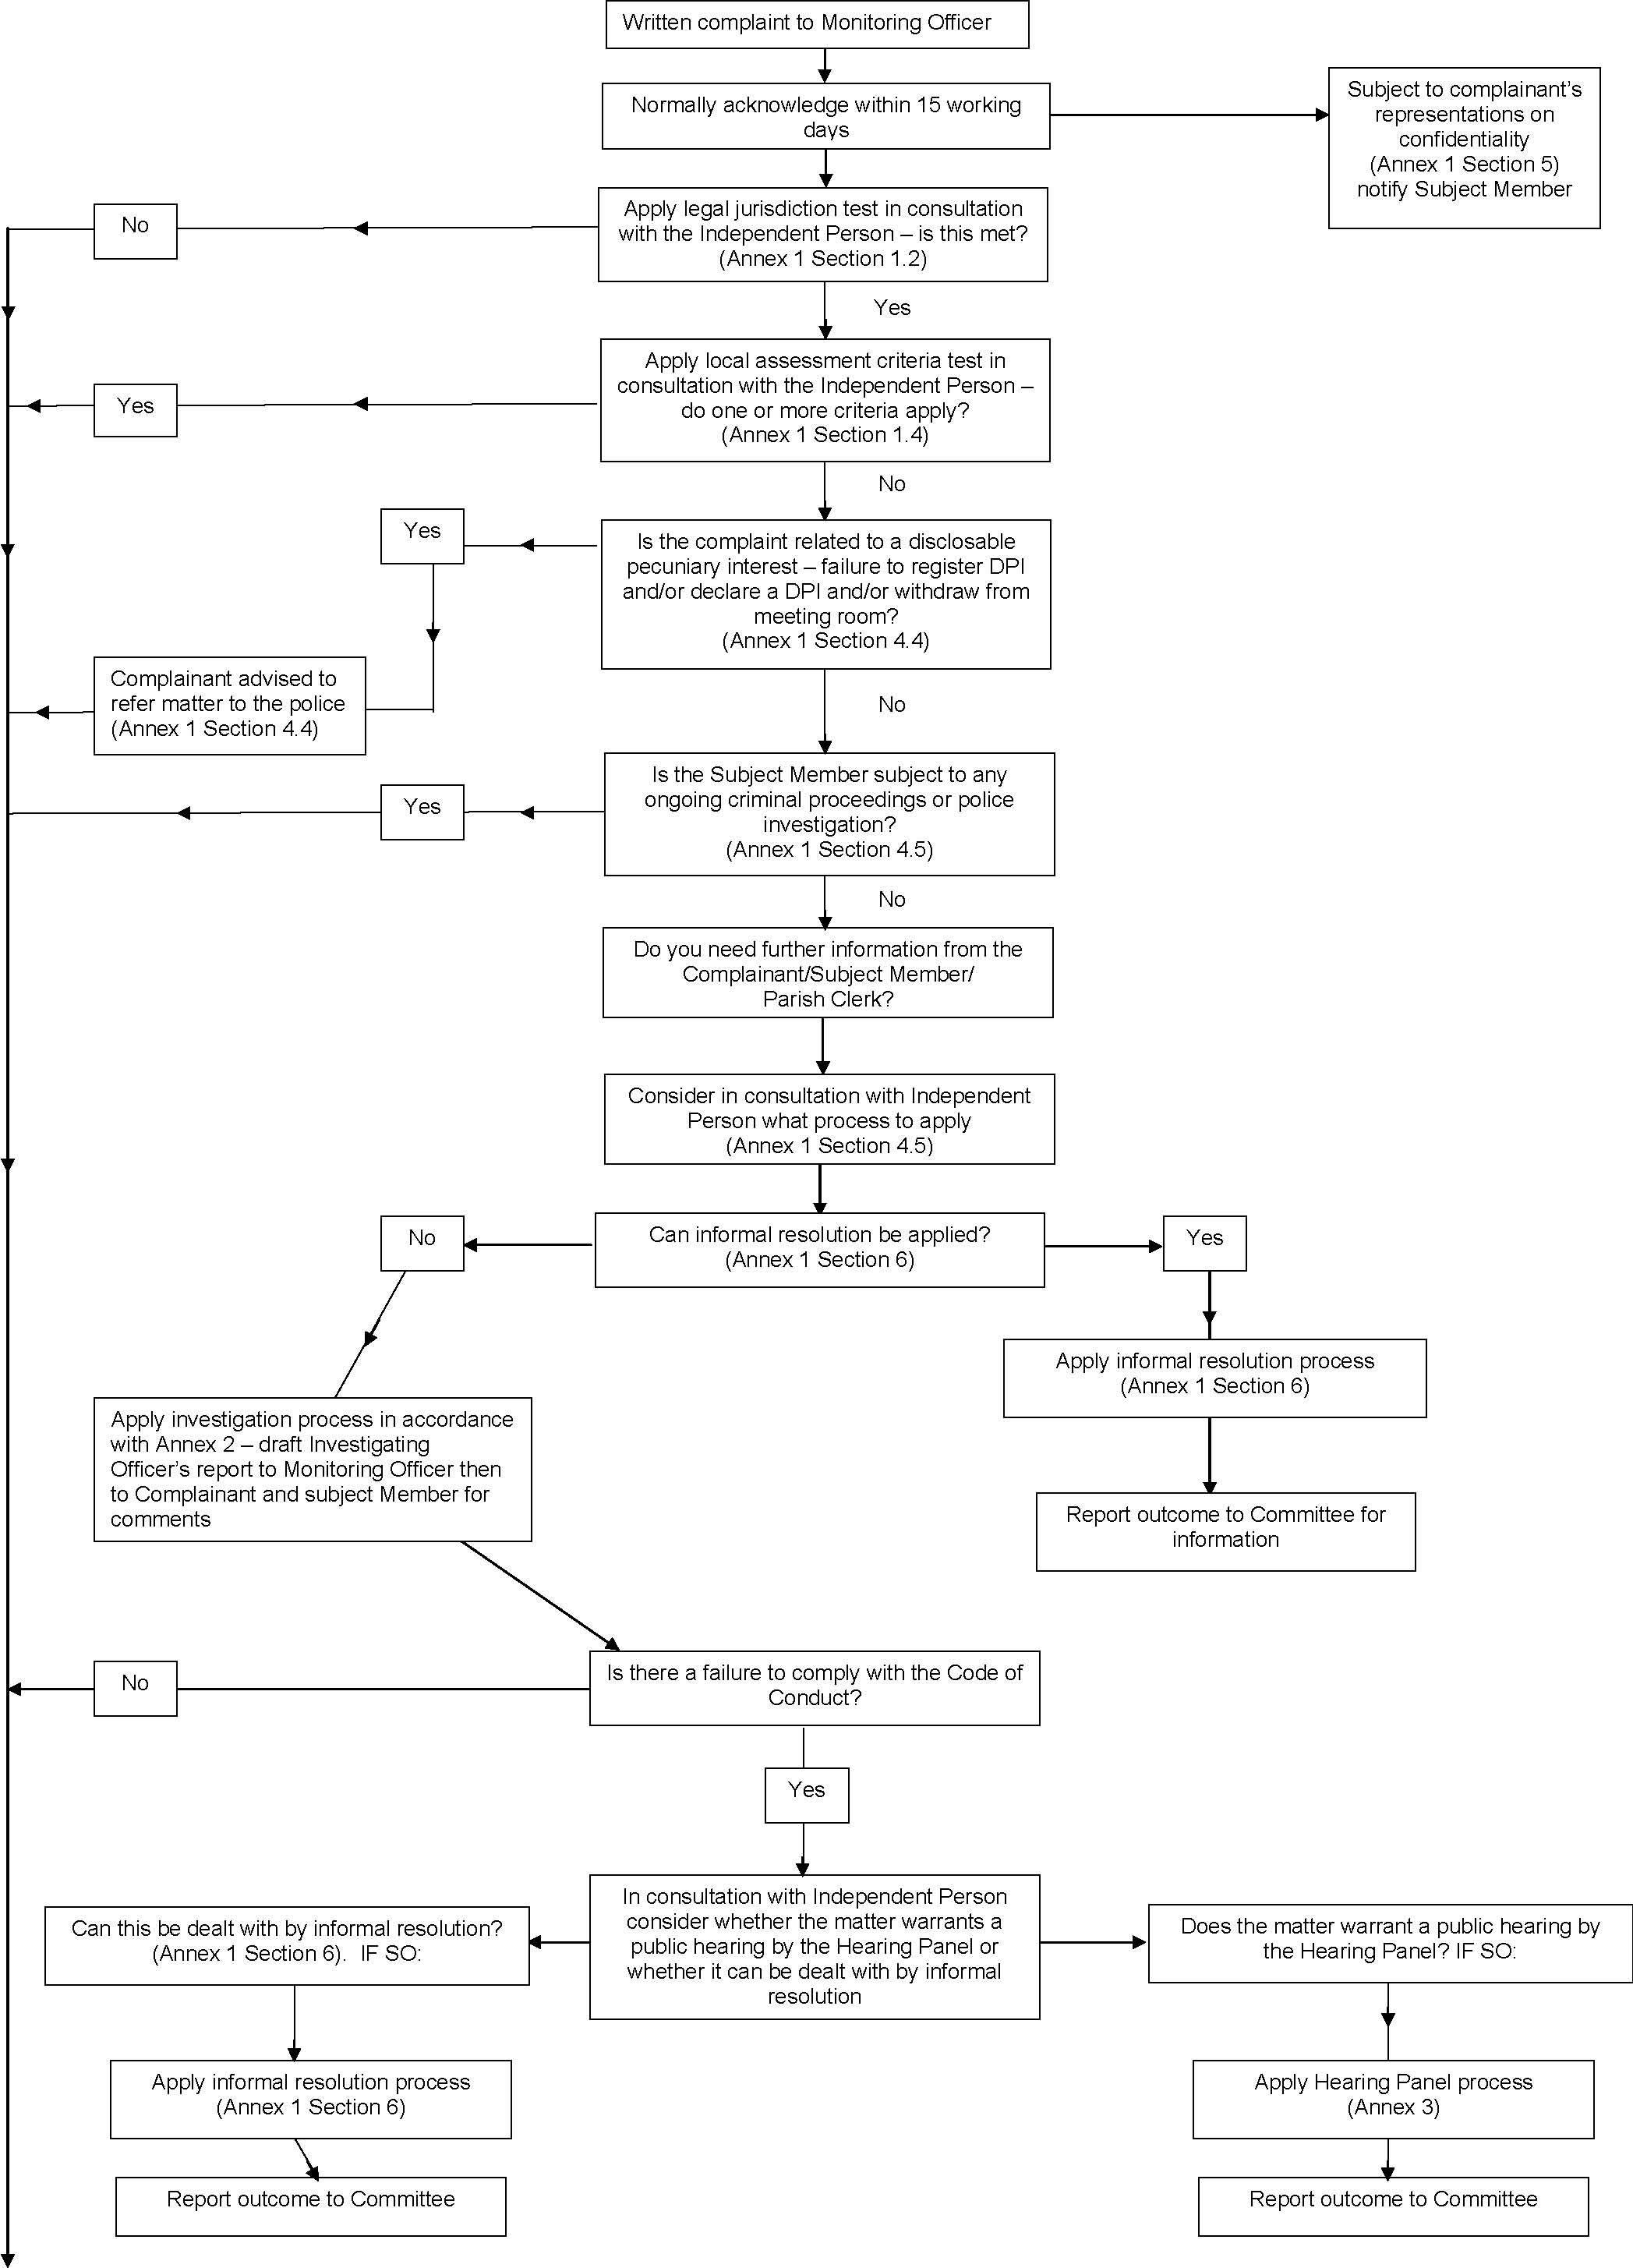 Written complaint to Monitoring Officer
Normally acknowledge within 15 working
days
Subject to complainant’s
representations on
confidentiality
(Annex 1 Section 5)
notify Subject Member
No
Apply legal jurisdiction test in consultation
with the Independent Person – is this met?
(Annex 1 Section 1.2)
Yes
Yes
Apply local assessment criteria test in
consultation with the Independent Person –
do one or more criteria apply?
(Annex 1 Section 1.4)
No
Yes
Is the complaint related to a disclosable
pecuniary interest – failure to register DPI
and/or declare a DPI and/or withdraw from
meeting room?
(Annex 1 Section 4.4)
Complainant advised to
refer matter to the police
(Annex 1 Section 4.4)
No
Yes
Is the Subject Member subject to any
ongoing criminal proceedings or police
investigation?
(Annex 1 Section 4.5)
No
Do you need further information from the
Complainant/Subject Member/
Parish Clerk?
Consider in consultation with Independent
Person what process to apply
(Annex 1 Section 4.5)
No
Can informal resolution be applied?
(Annex 1 Section 6)
Yes
Apply informal resolution process
(Annex 1 Section 6)
Apply investigation process in accordance
with Annex 2 – draft Investigating
Officer’s report to Monitoring Officer then
to Complainant and subject Member for
comments
Report outcome to Committee for
information
No
Is there a failure to comply with the Code of
Conduct?
Yes
Can this be dealt with by informal resolution?
(Annex 1 Section 6).  IF SO:
In consultation with Independent Person
consider whether the matter warrants a
public hearing by the Hearing Panel or
whether it can be dealt with by informal
resolution
Does the matter warrant a public hearing by
the Hearing Panel? IF SO:
Apply informal resolution process
(Annex 1 Section 6)
Apply Hearing Panel process
(Annex 3)
Report outcome to Committee
Report outcome to Committee